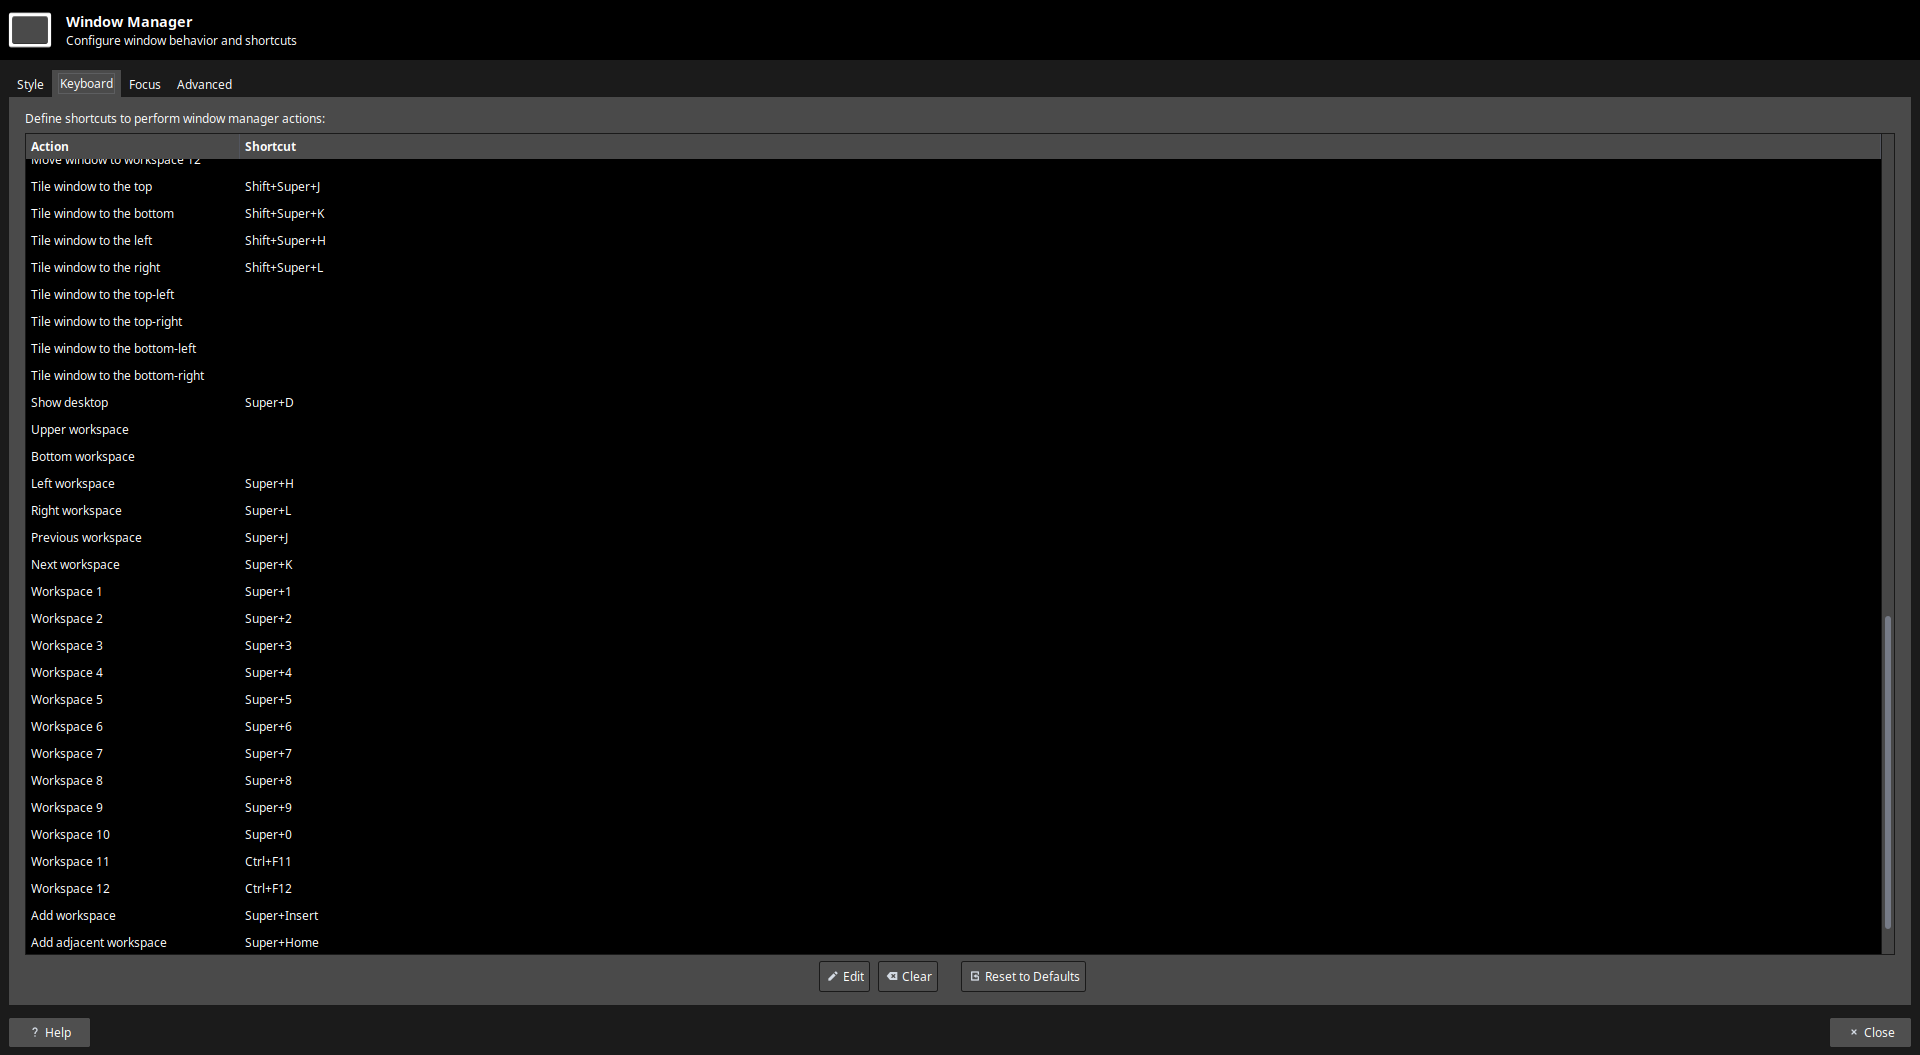 Window Manager
Configure window behavior and shortcuts
Style Keyboard Focus Advanced
Define shortcuts to perform window manager actions:
Action Shortcut
Move window to workspace 12
Tile window to the top Shift+Super+J
Tile window to the bottom Shift+Super+K
Tile window to the left Shift+Super+H
Tile window to the right Shift+Super+L
Tile window to the top-left
Tile window to the top-right
Tile window to the bottom-left
Tile window to the bottom-right
Show desktop Super+D
Upper workspace
Bottom workspace
Left workspace Super+H
Right workspace Super+L
Previous workspace Super+J
Next workspace Super+K
Workspace 1 Super+1
Workspace 2 Super+2
Workspace 3 Super+3
Workspace 4 Super+4
Workspace 5 Super+5
Workspace 6 Super+6
Workspace 7 Super+7
Workspace 8 Super+8
Workspace 9 Super+9
Workspace 10 Super+0
Workspace 11 Ctrl+F11
Workspace 12 Ctrl+F12
Add workspace Super+Insert
Add adjacent workspace Super+Home
Edit Clear Reset to Defaults
? Help × Close